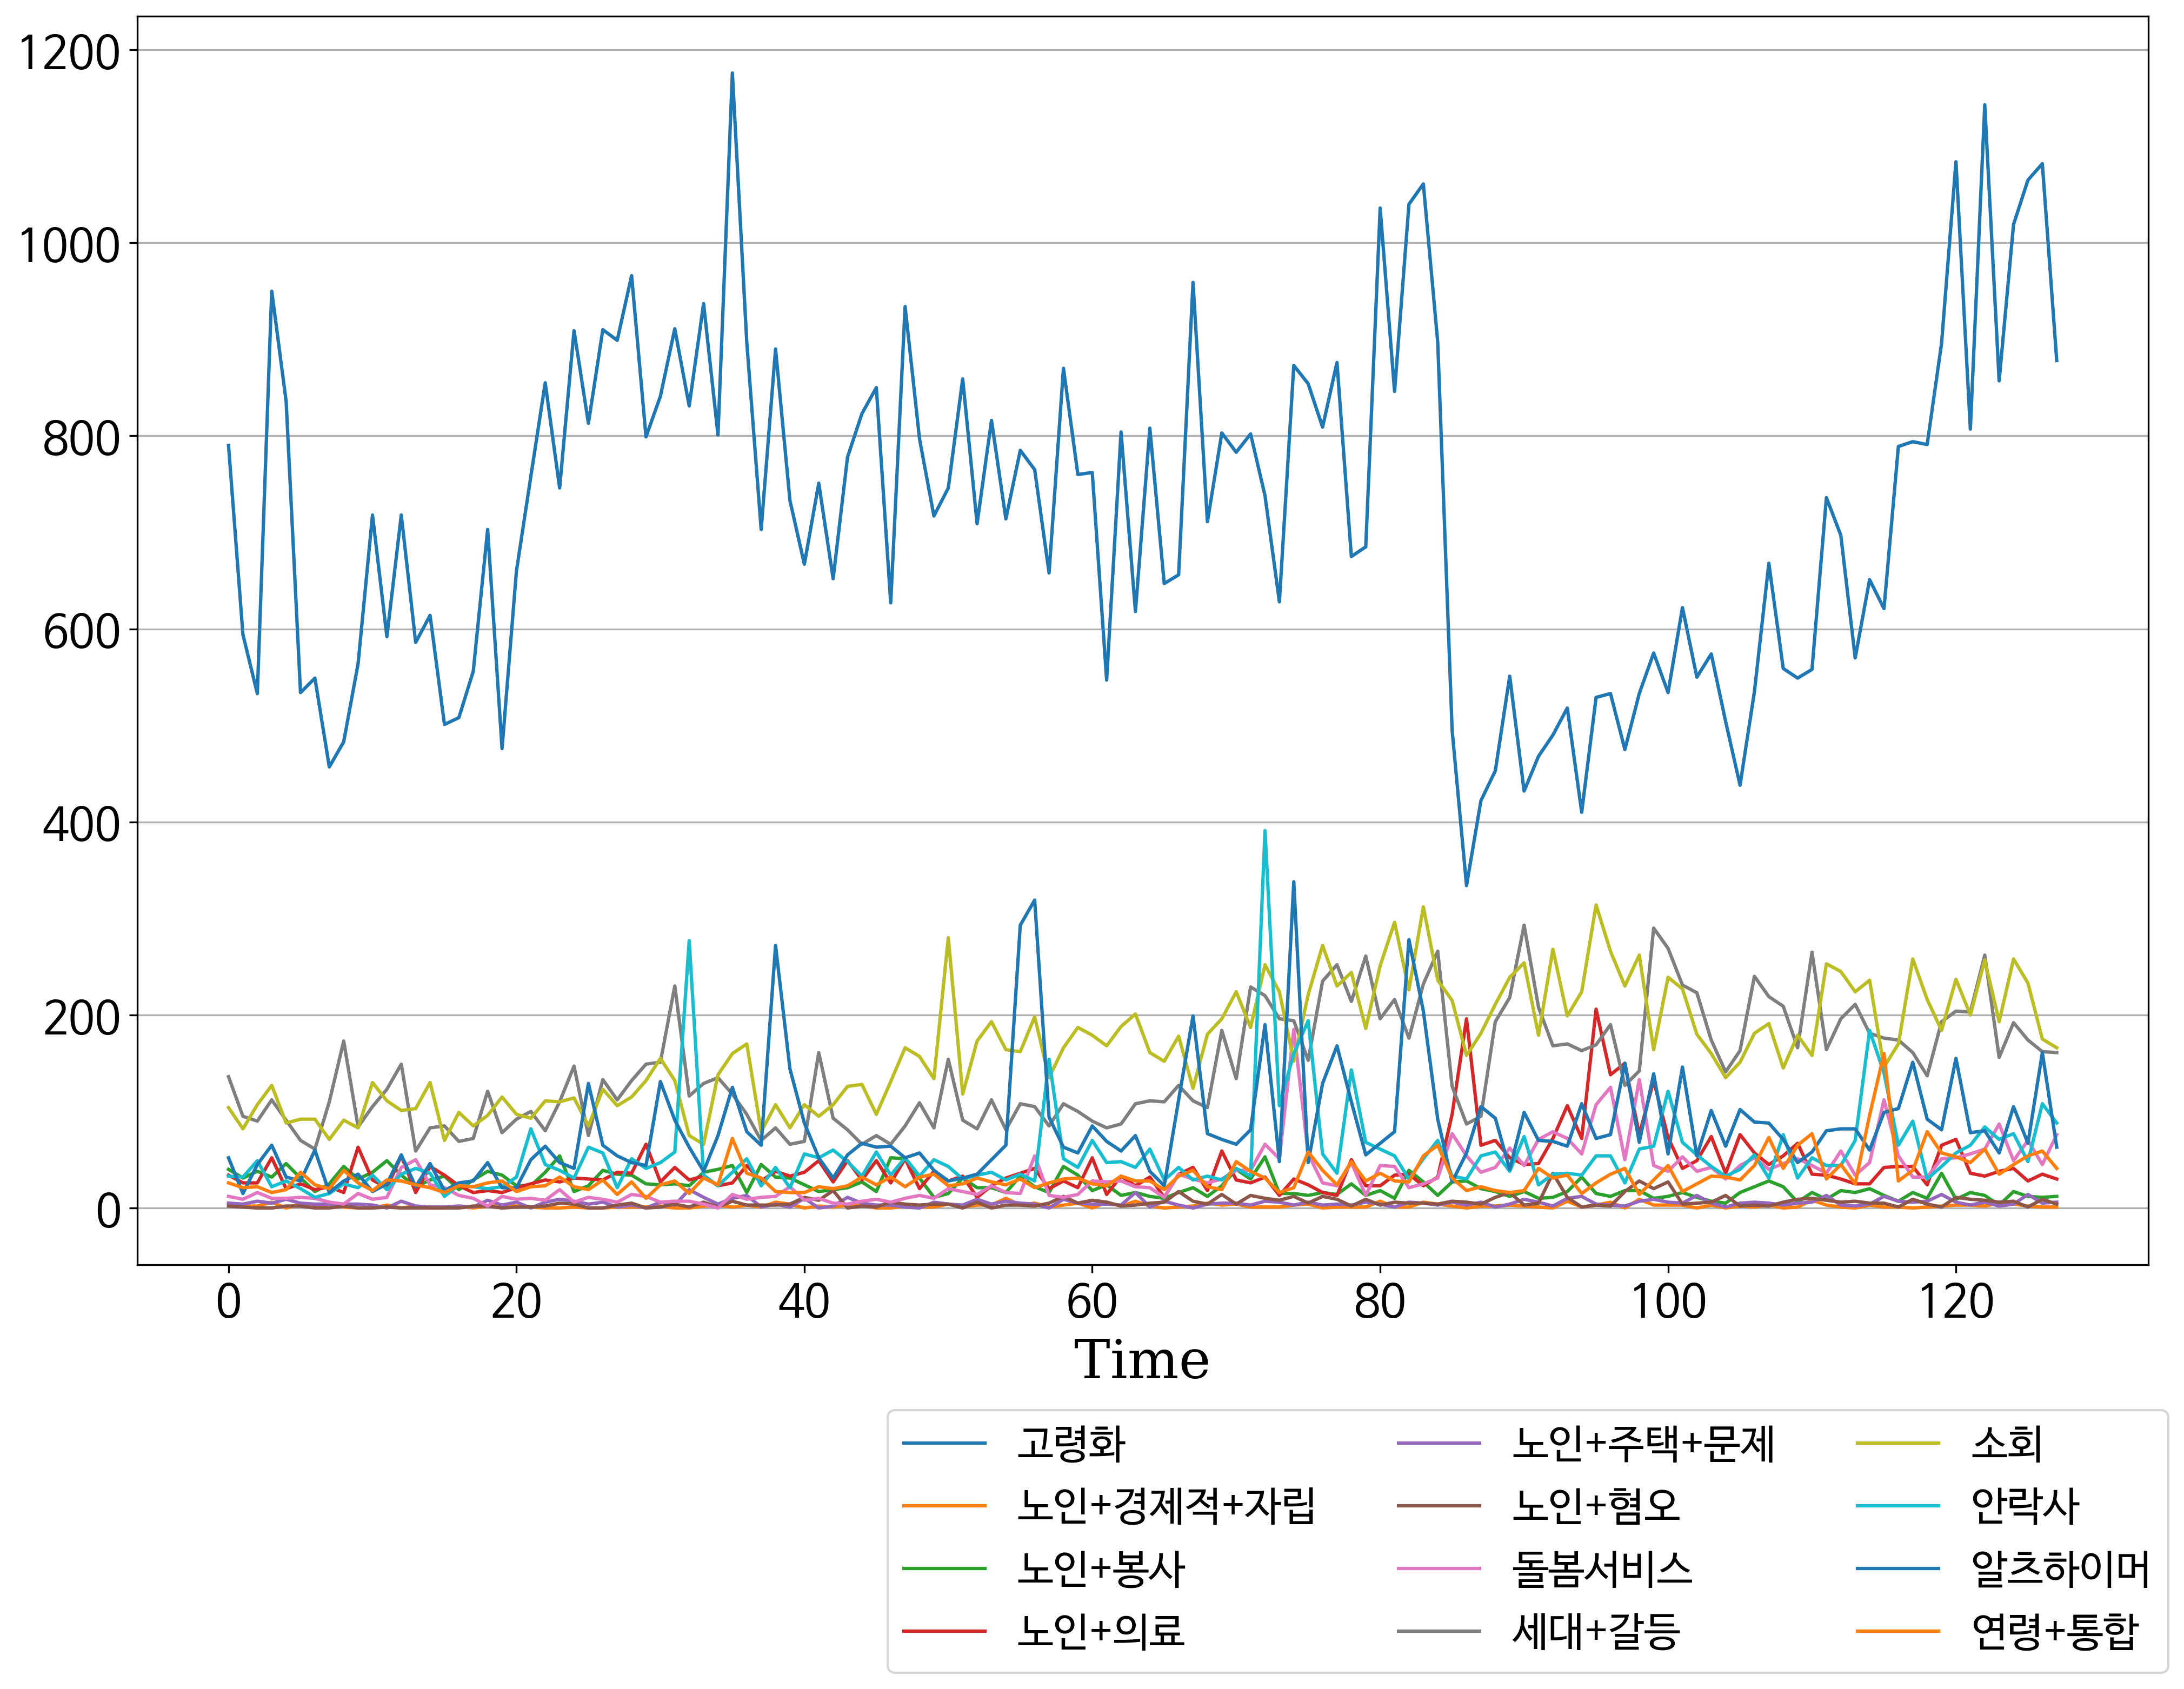 1200
1000
800
600
400
200
0
0 20 40 60 80 100 120
Time
고령화 노인+주택+문제 소회
노인+경제적+자립 노인+혐오 안락사
노인+봉사 돌봄서비스 알츠하이머
노인+의료 세대+갈등 연령+통합